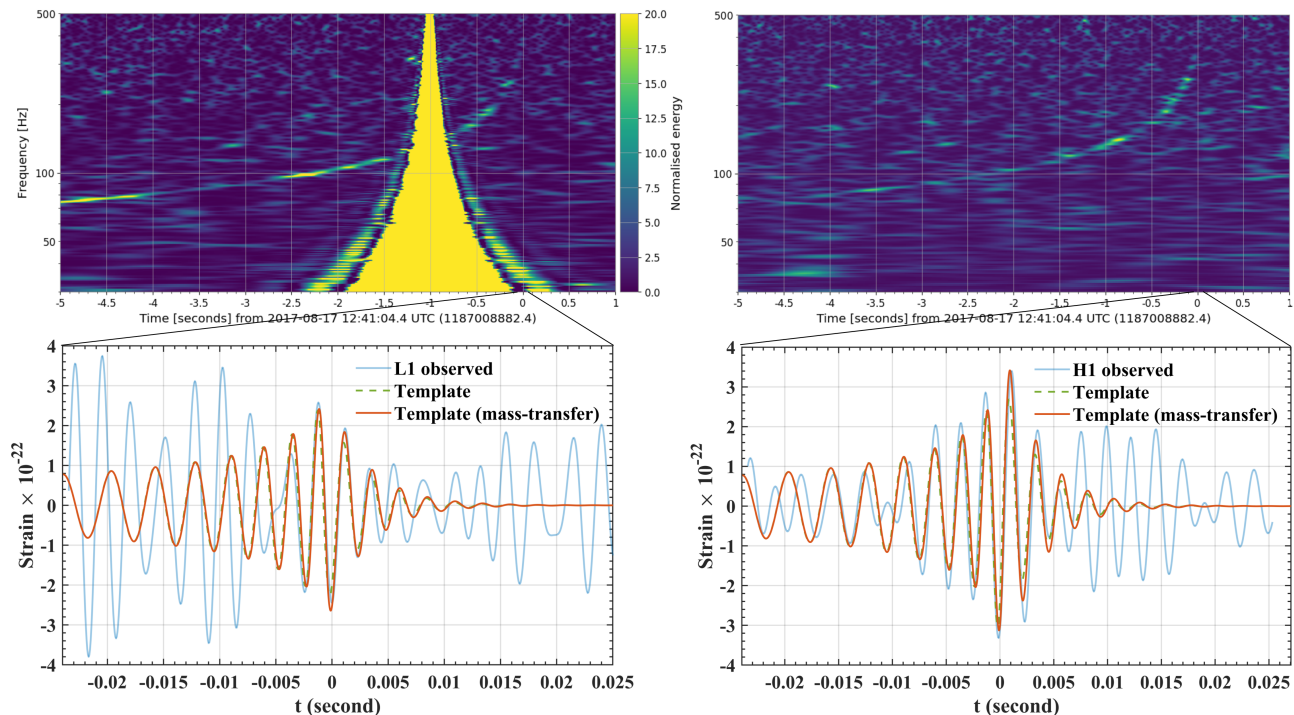 500
100
50
Frequency [Hz]
-5 -4.5 -4 -3.5 -3 -2.5 -2 -1.5 -1 -0.5 0 0.5 1
Time [seconds] from 2017-08-17 12:41:04.4 UTC (1187008882.4)
20.0
17.5
15.0
12.5
10.0
7.5
5.0
2.5
0.0
Normalised energy
500
100
50
-5 -4.5 -4 -3.5 -3 -2.5 -2 -1.5 -1 -0.5 0 0.5 1
Time [seconds] from 2017-08-17 12:41:04.4 UTC (1187008882.4)
4
3
2
1
0
-1
-2
-3
-4
Strain × 10^-22
L1 observed
Template
Template (mass-transfer)
-0.02 -0.015 -0.01 -0.005 0 0.005 0.01 0.015 0.02 0.025
t (second)
4
3
2
1
0
-1
-2
-3
-4
Strain × 10^-22
H1 observed
Template
Template (mass-transfer)
-0.02 -0.015 -0.01 -0.005 0 0.005 0.01 0.015 0.02 0.025
t (second)